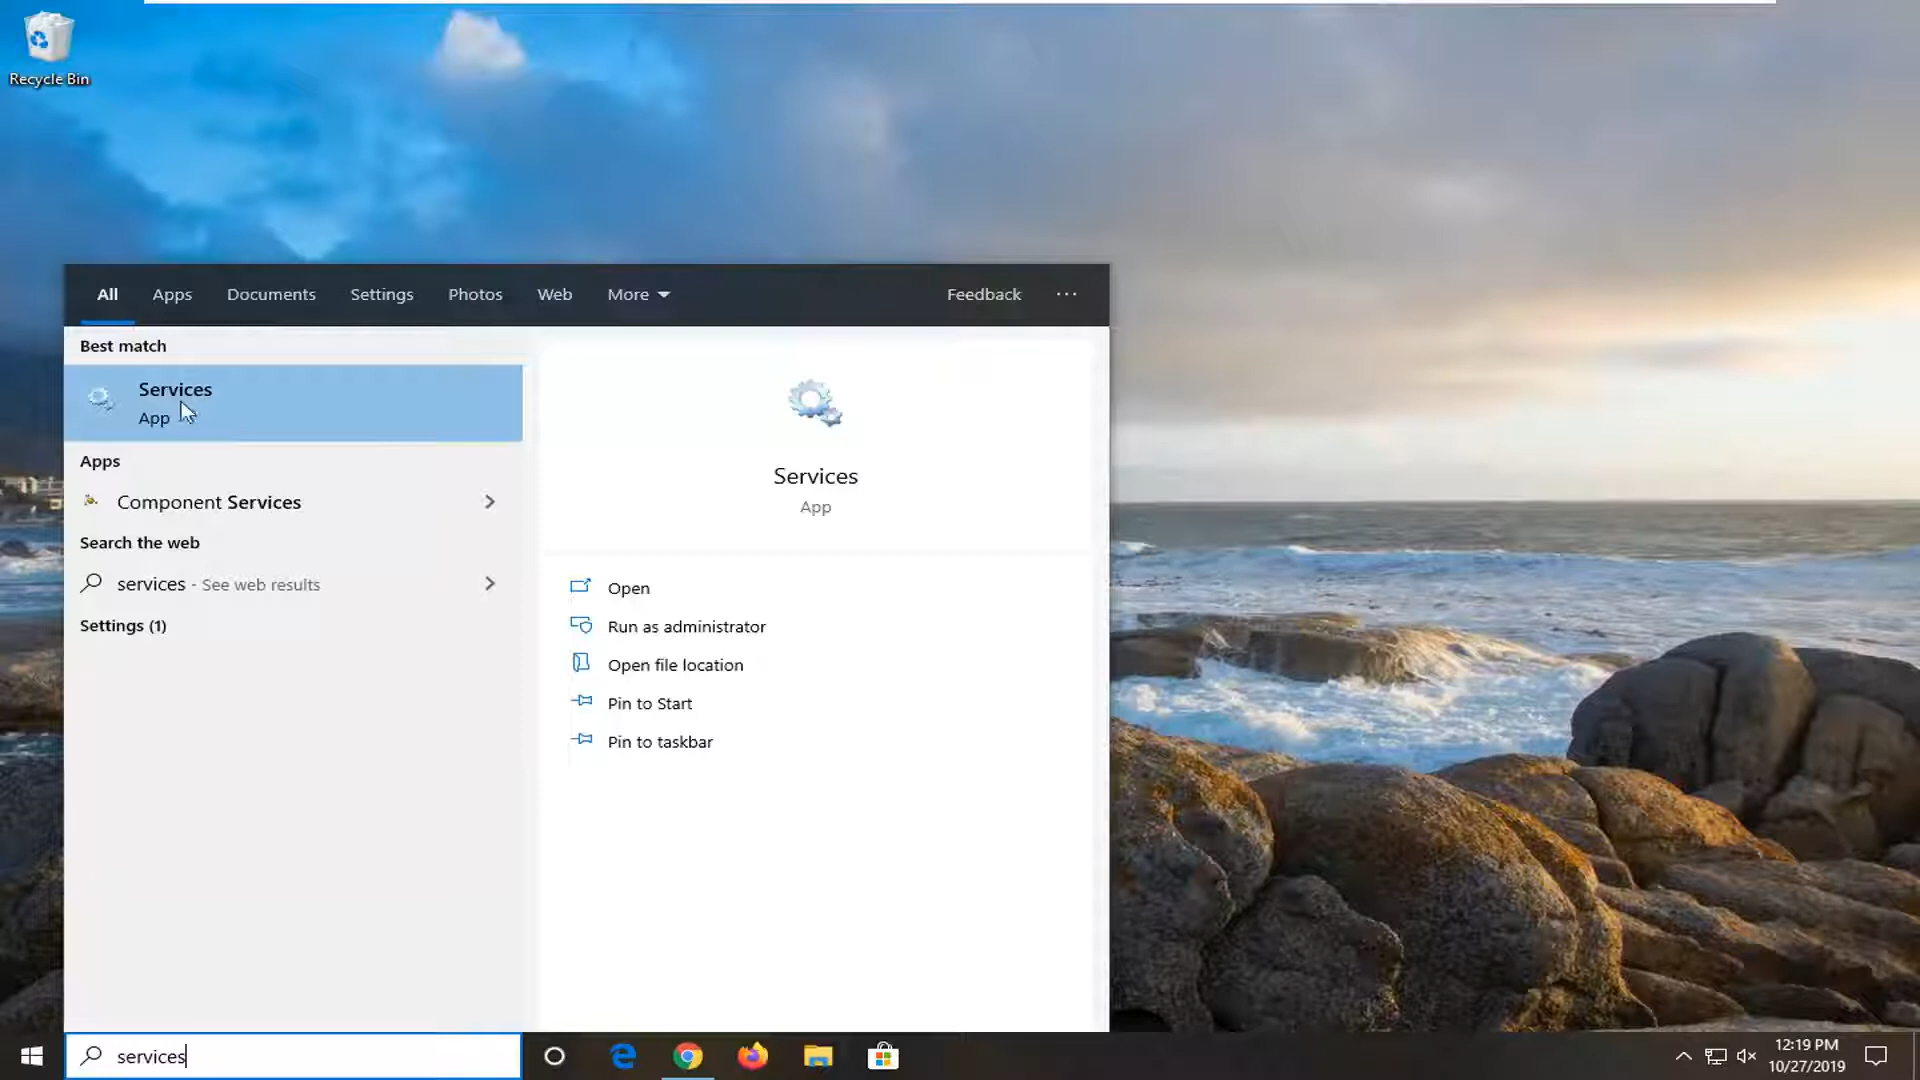 Recycle Bin
All Apps Documents Settings Photos Web More Feedback ...
Best match
Services
App
Apps
Component Services
Search the web
services - See web results
Settings (1)
Services
App
Open
Run as administrator
Open file location
Pin to Start
Pin to taskbar
services
12:19 PM
10/27/2019